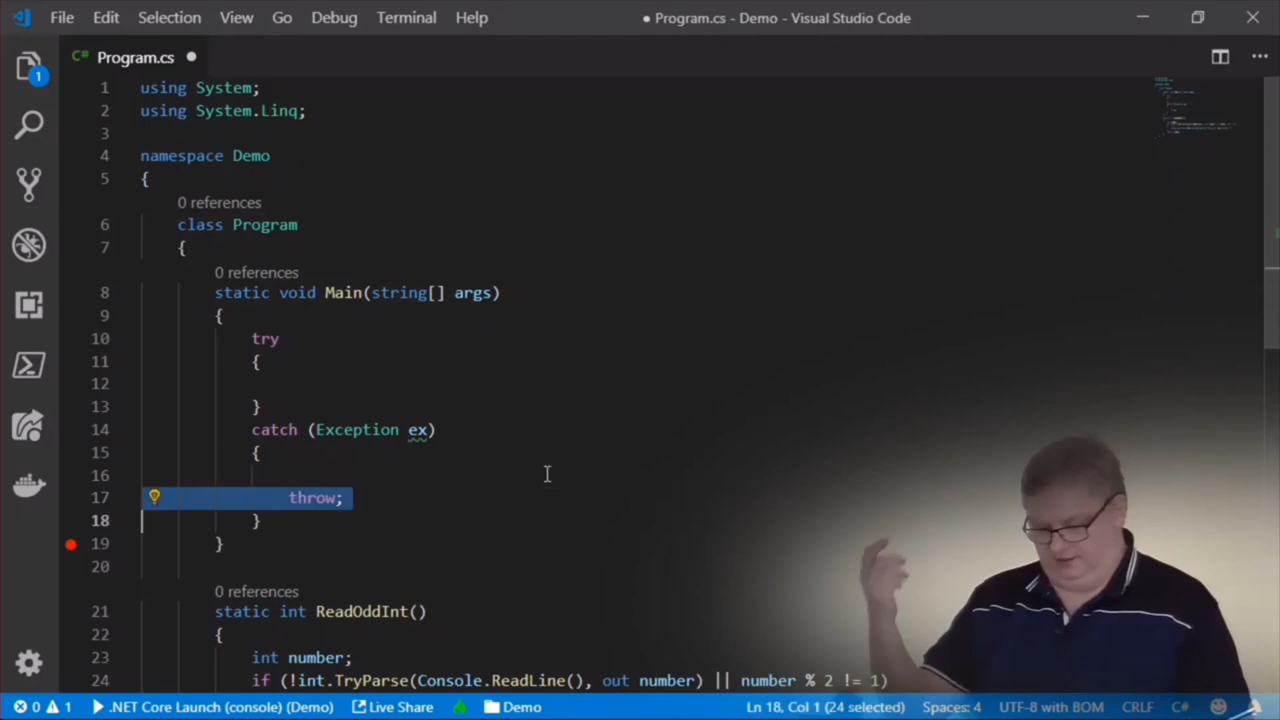 File Edit Selection View Go Debug Terminal Help ● Program.cs - Demo - Visual Studio Code
C# Program.cs ●
1
1 using System;
2 using System.Linq;
3
4 namespace Demo
5 {
0 references
6 class Program
7 {
0 references
8 static void Main(string[] args)
9 {
10 try
11 {
12
13 }
14 catch (Exception ex)
15 {
16
17 throw;
18 }
19 }
20
0 references
21 static int ReadOddInt()
22 {
23 int number;
24 if (!int.TryParse(Console.ReadLine(), out number) || number % 2 != 1)
0 1 .NET Core Launch (console) (Demo) Live Share Demo Ln 18, Col 1 (24 selected) Spaces: 4 UTF-8 with BOM CRLF C#